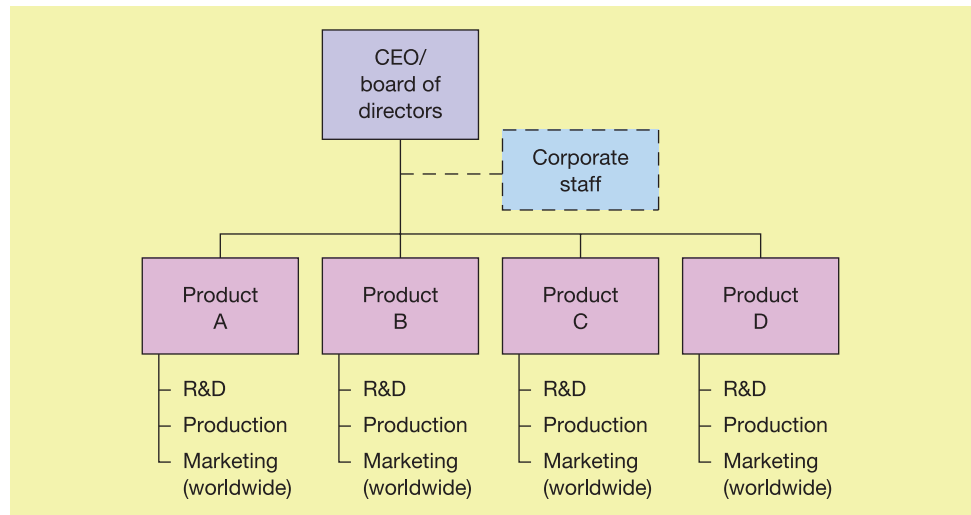 CEO/
board of
directors
Corporate
staff
Product
A
R&D
Production
Marketing
(worldwide)
Product
B
R&D
Production
Marketing
(worldwide)
Product
C
R&D
Production
Marketing
(worldwide)
Product
D
R&D
Production
Marketing
(worldwide)